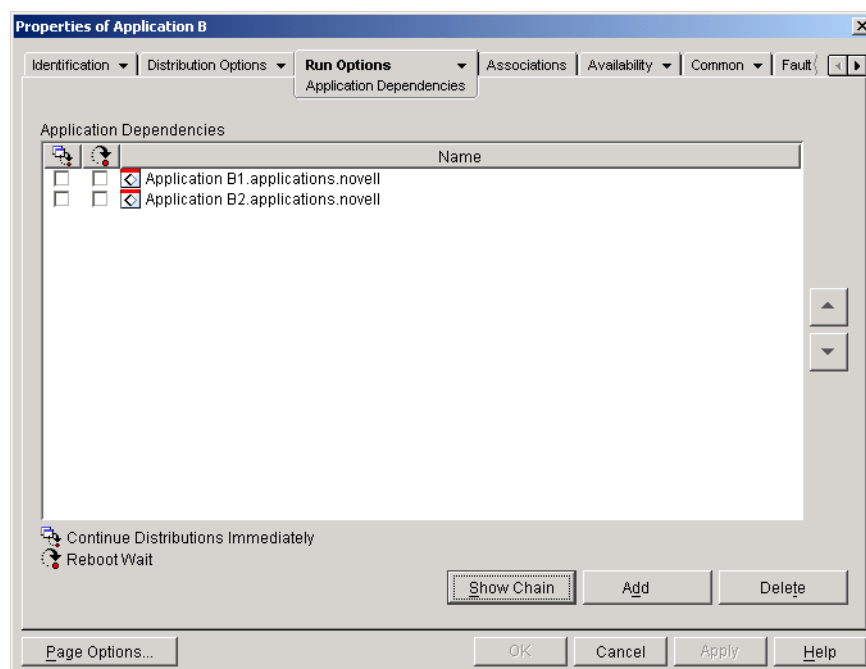 Properties of Application B
Identification Distribution Options Run Options Associations Availability Common Fault
Application Dependencies
Application Dependencies
Name
Application B1.applications.novell
Application B2.applications.novell
Continue Distributions Immediately
Reboot Wait
Show Chain Add Delete
Page Options... OK Cancel Apply Help